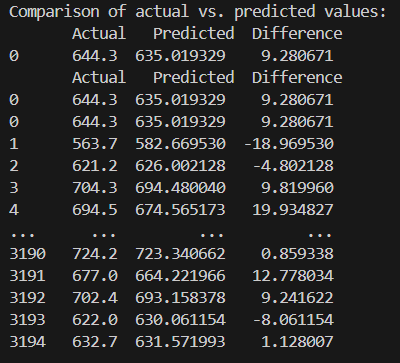 Comparison of actual vs. predicted values:
Actual Predicted Difference
0 644.3 635.019329 9.280671
Actual Predicted Difference
0 644.3 635.019329 9.280671
0 644.3 635.019329 9.280671
1 563.7 582.669530 -18.969530
2 621.2 626.002128 -4.802128
3 704.3 694.480040 9.819960
4 694.5 674.565173 19.934827
... ... ... ...
3190 724.2 723.340662 0.859338
3191 677.0 664.221966 12.778034
3192 702.4 693.158378 9.241622
3193 622.0 630.061154 -8.061154
3194 632.7 631.571993 1.128007